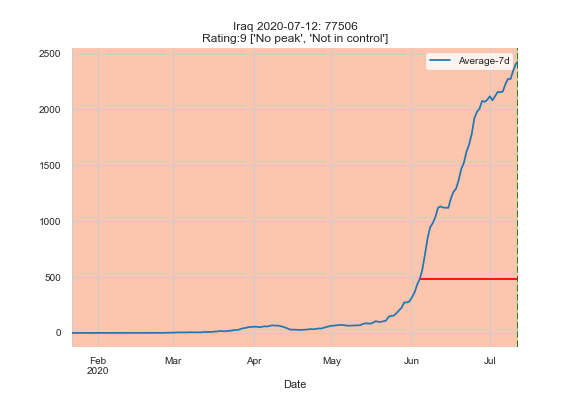 Iraq 2020-07-12: 77506
Rating:9 ['No peak', 'Not in control']
Average-7d
2500
2000
1500
1000
500
0
Feb
2020
Mar
Apr
May
Jun
Jul
Date